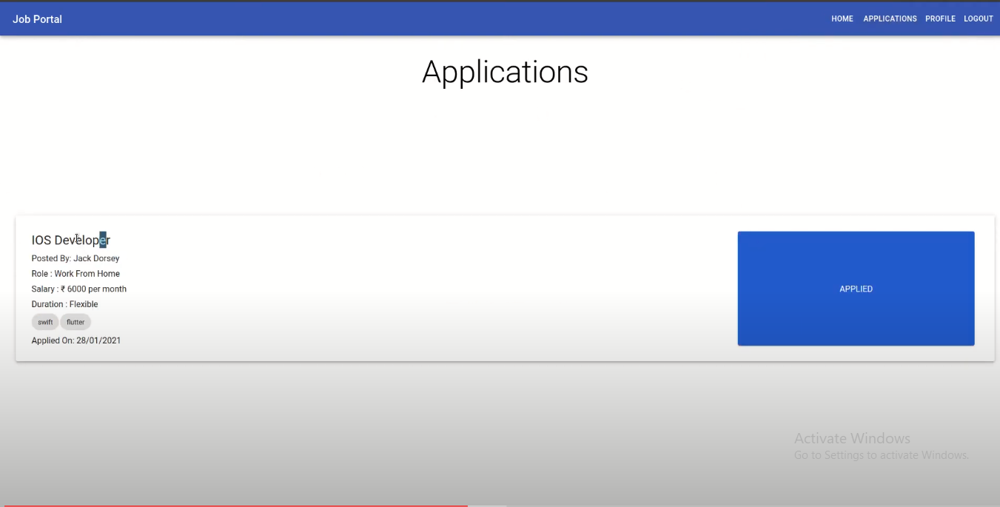 Job Portal
HOME APPLICATIONS PROFILE LOGOUT
Applications
IOS Developer
Posted By: Jack Dorsey
Role : Work From Home
Salary : ₹ 6000 per month
Duration : Flexible
swift flutter
Applied On: 28/01/2021
APPLIED
Activate Windows
Go to Settings to activate Windows.